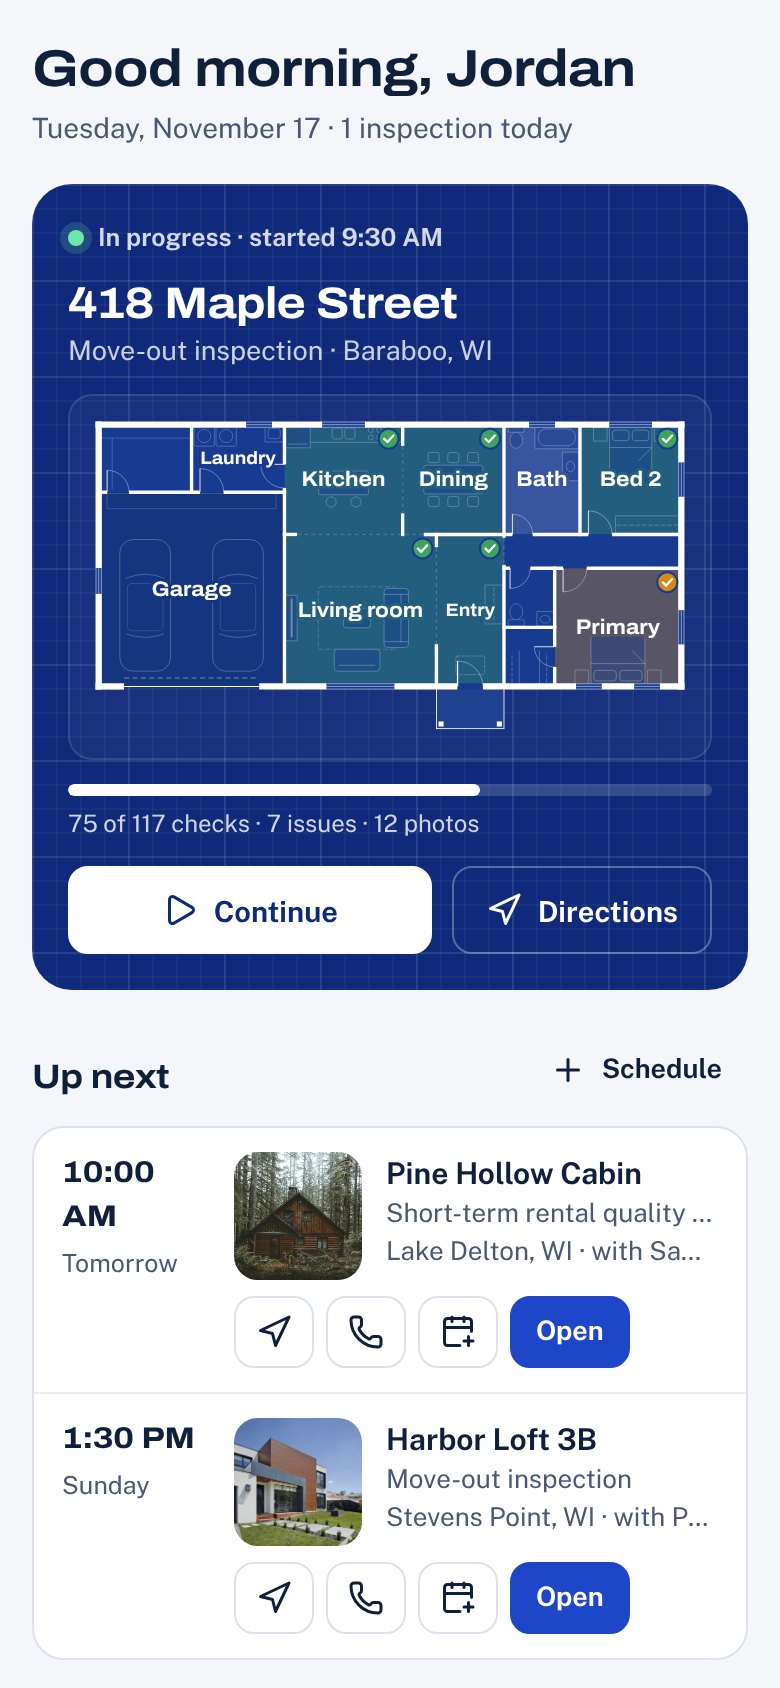 Good morning, Jordan
Tuesday, November 17 · 1 inspection today
In progress · started 9:30 AM
418 Maple Street
Move-out inspection · Baraboo, WI
Laundry
Kitchen
Dining
Bath
Bed 2
Garage
Living room
Entry
Primary
75 of 117 checks · 7 issues · 12 photos
Continue
Directions
Up next
Schedule
10:00
AM
Tomorrow
Pine Hollow Cabin
Short-term rental quality ...
Lake Delton, WI · with Sa...
Open
1:30 PM
Sunday
Harbor Loft 3B
Move-out inspection
Stevens Point, WI · with P...
Open